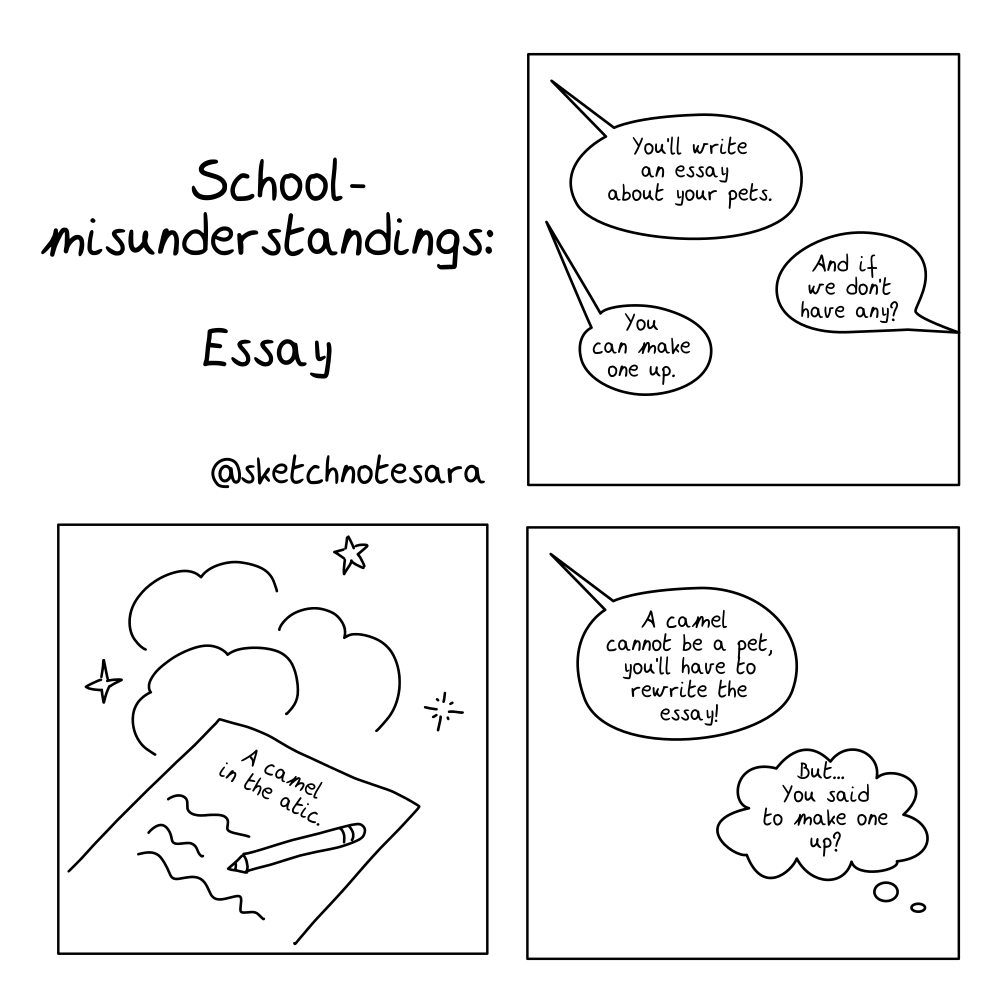 School-
misunderstandings:
Essay
@sketchnotesara
You'll write
an essay
about your pets.
And if
we don't
have any?
You
can make
one up.
A camel
in the atic.
A camel
cannot be a pet,
you'll have to
rewrite the
essay!
But...
You said
to make one
up?